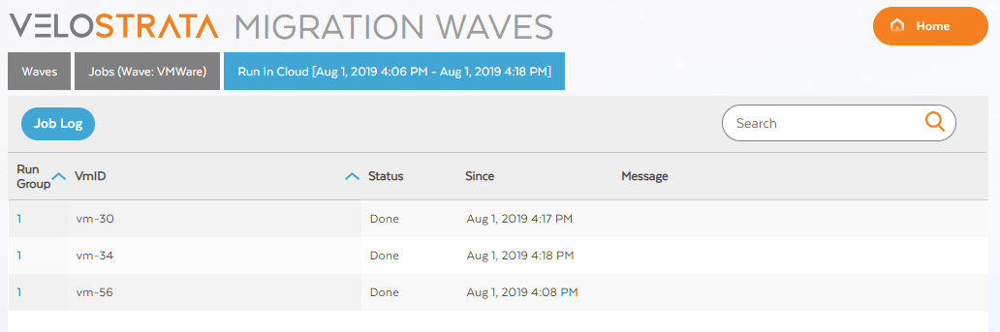 VELOSTRATA MIGRATION WAVES
Home
Waves
Jobs (Wave: VMWare)
Run In Cloud [Aug 1, 2019 4:06 PM - Aug 1, 2019 4:18 PM]
Job Log
Search
Run Group
VmID
Status
Since
Message
1 vm-30 Done Aug 1, 2019 4:17 PM
1 vm-34 Done Aug 1, 2019 4:18 PM
1 vm-56 Done Aug 1, 2019 4:08 PM